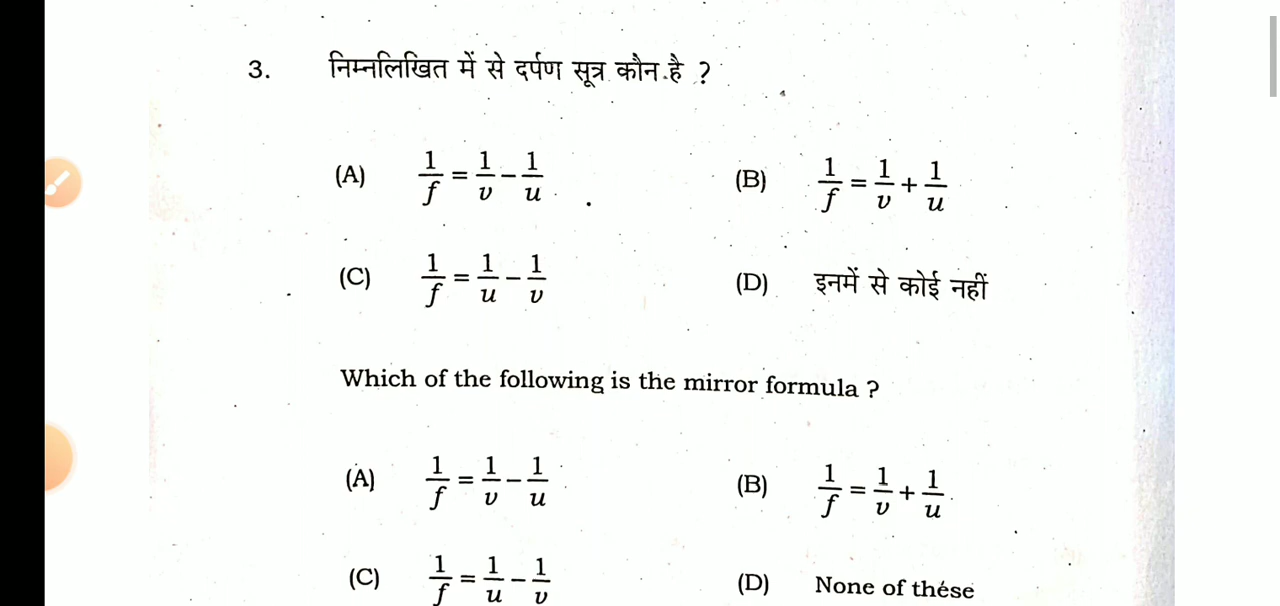 3. निम्नलिखित में से दर्पण सूत्र कौन है ?
(A) 1/f = 1/v - 1/u (B) 1/f = 1/v + 1/u
(C) 1/f = 1/u - 1/v (D) इनमें से कोई नहीं
Which of the following is the mirror formula ?
(A) 1/f = 1/v - 1/u (B) 1/f = 1/v + 1/u
(C) 1/f = 1/u - 1/v (D) None of these